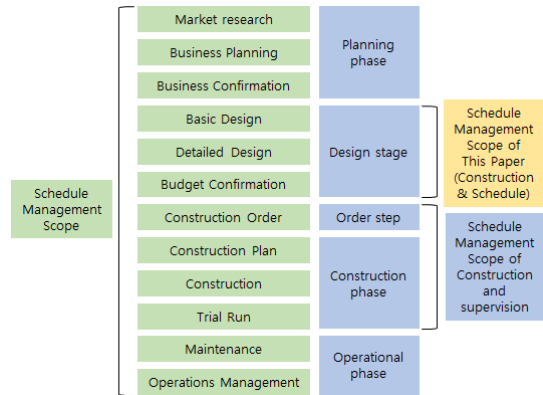 Schedule
Management
Scope
Market research
Business Planning
Business Confirmation
Basic Design
Detailed Design
Budget Confirmation
Construction Order
Construction Plan
Construction
Trial Run
Maintenance
Operations Management
Planning
phase
Design stage
Order step
Construction
phase
Operational
phase
Schedule
Management
Scope of
This Paper
(Construction
& Schedule)
Schedule
Management
Scope of
Construction
and
supervision